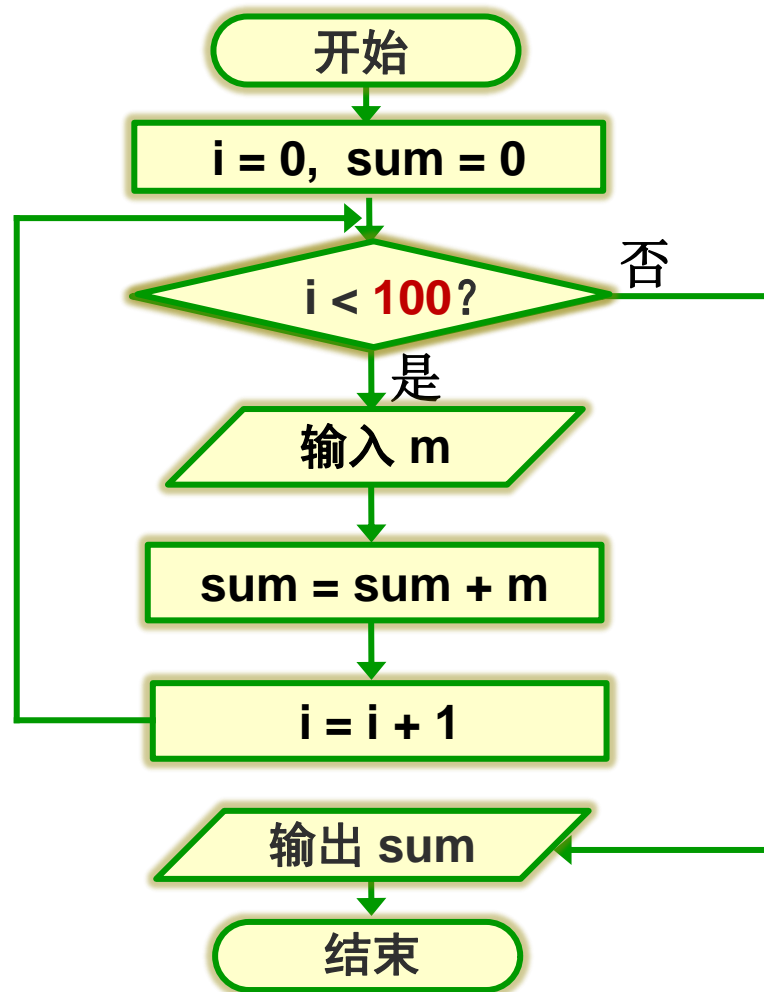 开始
i = 0, sum = 0
i < 100？
否
是
输入 m
sum = sum + m
i = i + 1
输出 sum
结束